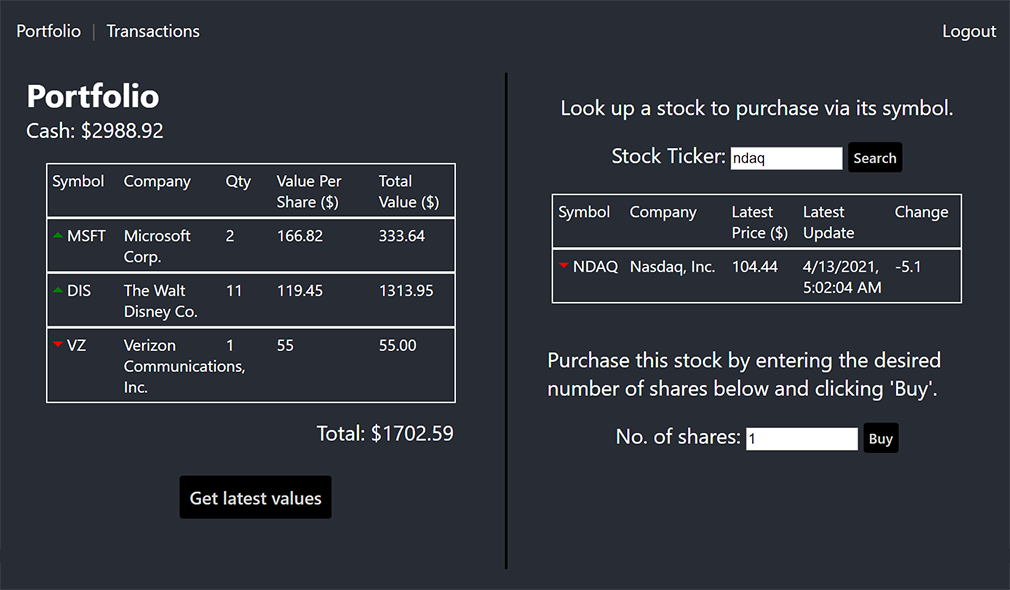 Portfolio | Transactions
Logout
Portfolio
Cash: $2988.92
Symbol Company Qty Value Per Share ($) Total Value ($)
MSFT Microsoft Corp. 2 166.82 333.64
DIS The Walt Disney Co. 11 119.45 1313.95
VZ Verizon Communications, Inc. 1 55 55.00
Total: $1702.59
Get latest values
Look up a stock to purchase via its symbol.
Stock Ticker: ndaq Search
Symbol Company Latest Price ($) Latest Update Change
NDAQ Nasdaq, Inc. 104.44 4/13/2021, 5:02:04 AM -5.1
Purchase this stock by entering the desired
number of shares below and clicking 'Buy'.
No. of shares: 1 Buy